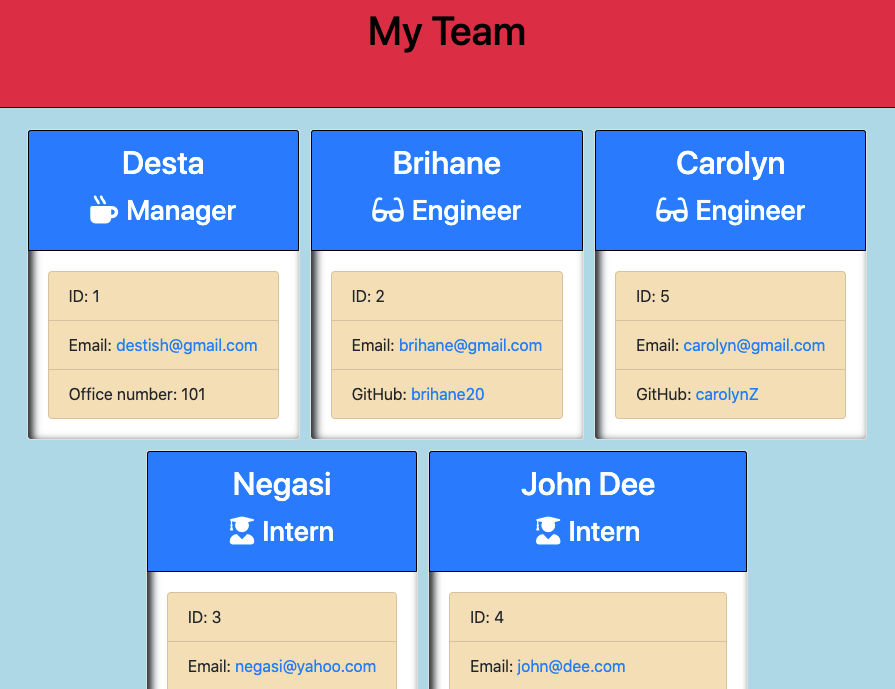 My Team
Desta
Manager
ID: 1
Email: destish@gmail.com
Office number: 101
Brihane
Engineer
ID: 2
Email: brihane@gmail.com
GitHub: brihane20
Carolyn
Engineer
ID: 5
Email: carolyn@gmail.com
GitHub: carolynZ
Negasi
Intern
ID: 3
Email: negasi@yahoo.com
John Dee
Intern
ID: 4
Email: john@dee.com